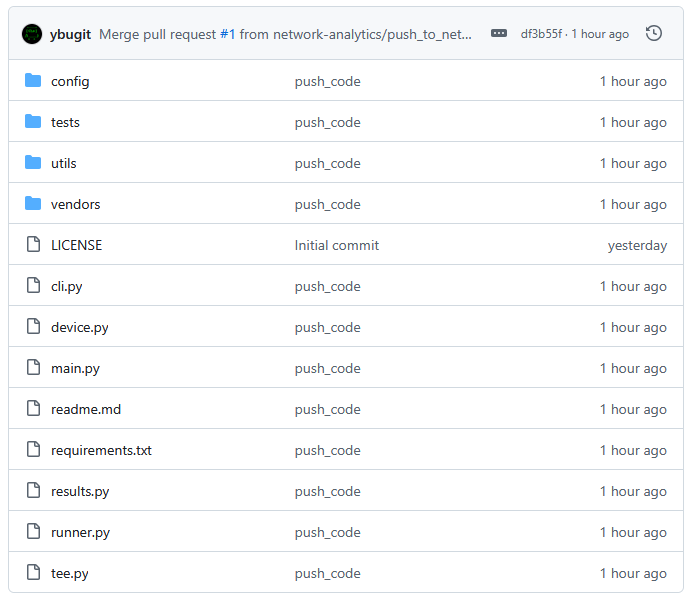 ybugit Merge pull request #1 from network-analytics/push_to_net... df3b55f · 1 hour ago
config push_code 1 hour ago
tests push_code 1 hour ago
utils push_code 1 hour ago
vendors push_code 1 hour ago
LICENSE Initial commit yesterday
cli.py push_code 1 hour ago
device.py push_code 1 hour ago
main.py push_code 1 hour ago
readme.md push_code 1 hour ago
requirements.txt push_code 1 hour ago
results.py push_code 1 hour ago
runner.py push_code 1 hour ago
tee.py push_code 1 hour ago